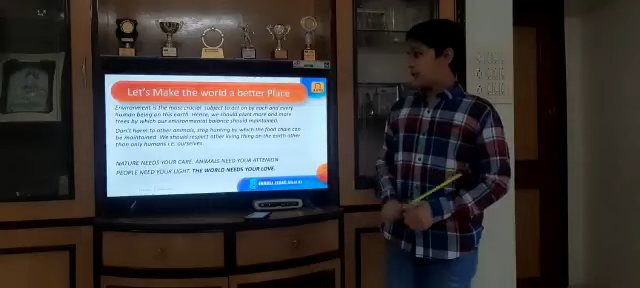 Let's Make the world a better Place
Environment is the most crucial subject to act on by each and every
human being on this earth. Hence, we should plant more and more
trees by which our environmental balance should maintained.
Don't harm to other animals, stop hunting by which the food chain can
be maintained. We should respect other living thing on the earth other
than only humans i.e. ourselves.
NATURE NEEDS YOUR CARE. ANIMALS NEED YOUR ATTENTION
PEOPLE NEED YOUR LIGHT. THE WORLD NEEDS YOUR LOVE.